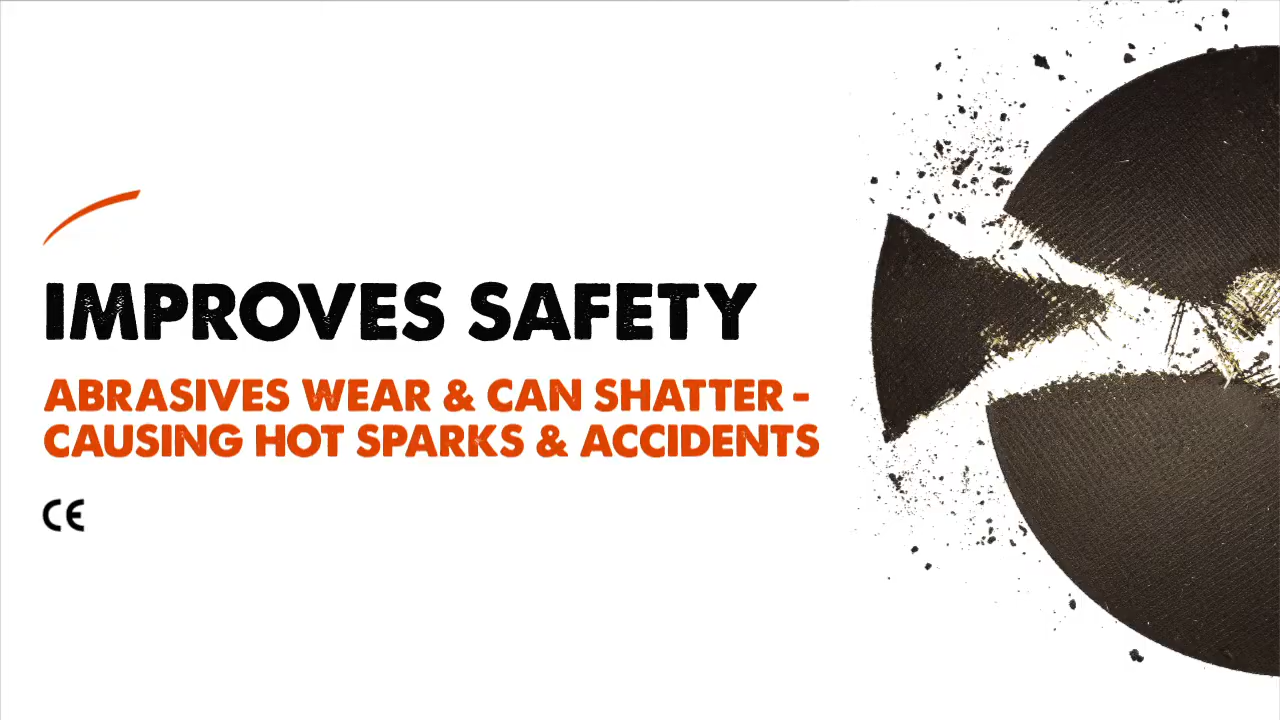 IMPROVES SAFETY
ABRASIVES WEAR & CAN SHATTER -
CAUSING HOT SPARKS & ACCIDENTS
CE